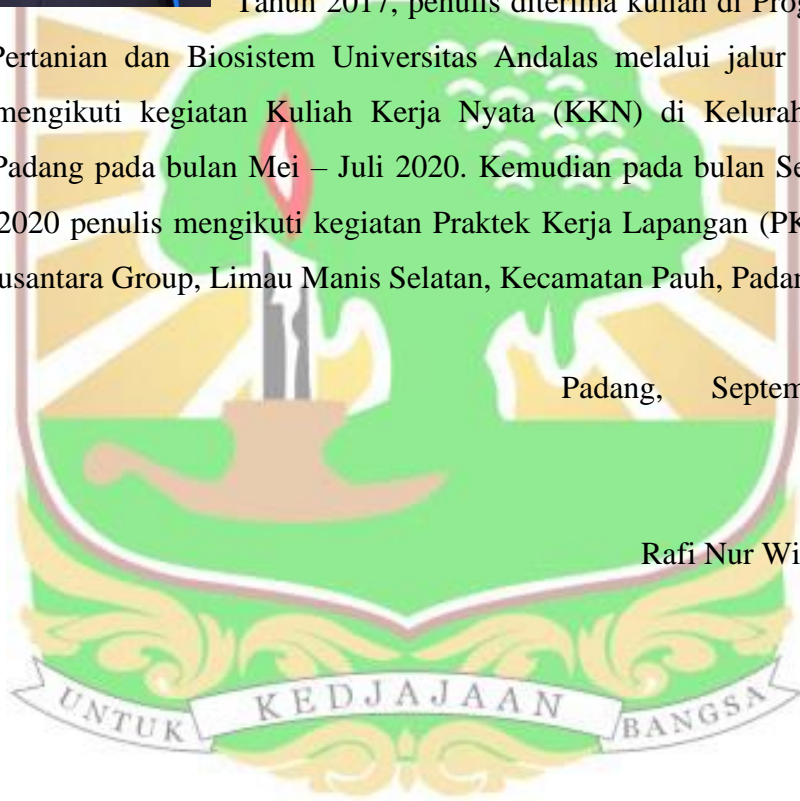 Tahun 2017, penulis diterima kuliah di Prog
Pertanian dan Biosistem Universitas Andalas melalui jalur
mengikuti kegiatan Kuliah Kerja Nyata (KKN) di Kelurah
Padang pada bulan Mei – Juli 2020. Kemudian pada bulan Se
2020 penulis mengikuti kegiatan Praktek Kerja Lapangan (PK
usantara Group, Limau Manis Selatan, Kecamatan Pauh, Padan
Padang, Septem
Rafi Nur Wi
UNTUK KEDJAJAAN BANGSA